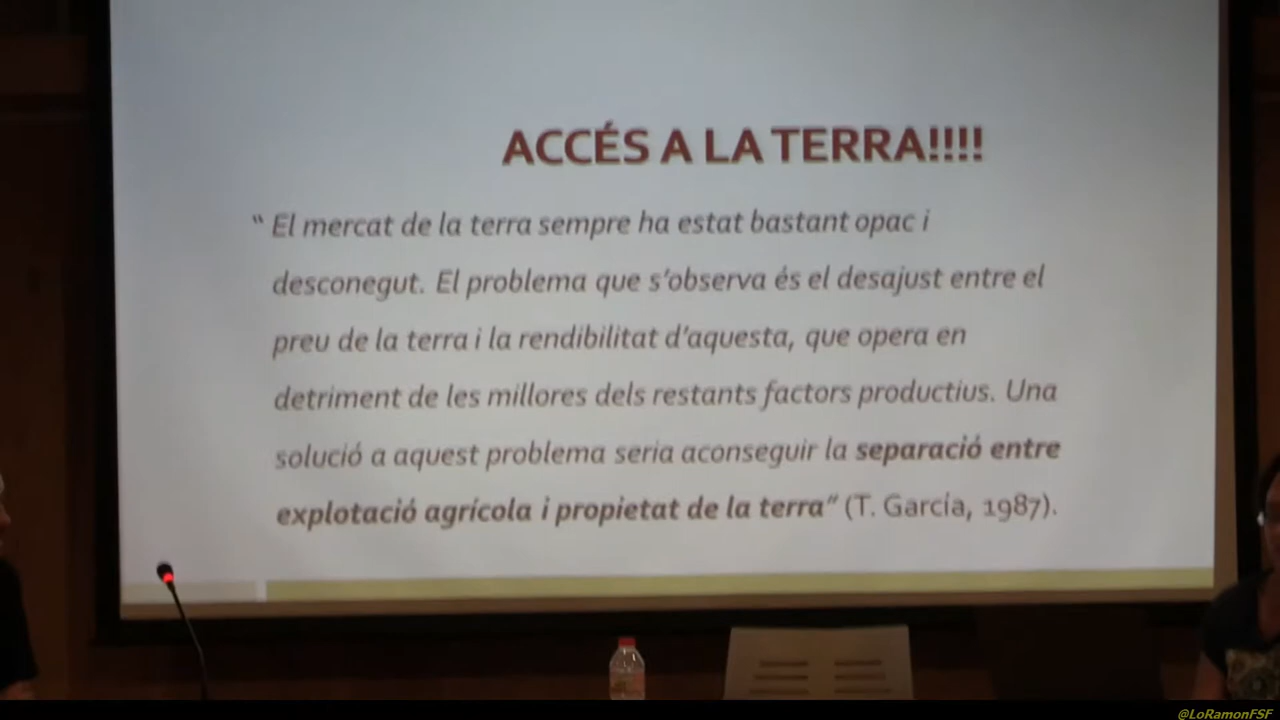 ACCÉS A LA TERRA!!!!
“ El mercat de la terra sempre ha estat bastant opac i
desconegut. El problema que s’observa és el desajust entre el
preu de la terra i la rendibilitat d’aquesta, que opera en
detriment de les millores dels restants factors productius. Una
solució a aquest problema seria aconseguir la separació entre
explotació agrícola i propietat de la terra” (T. García, 1987).
@LoRamonFSF